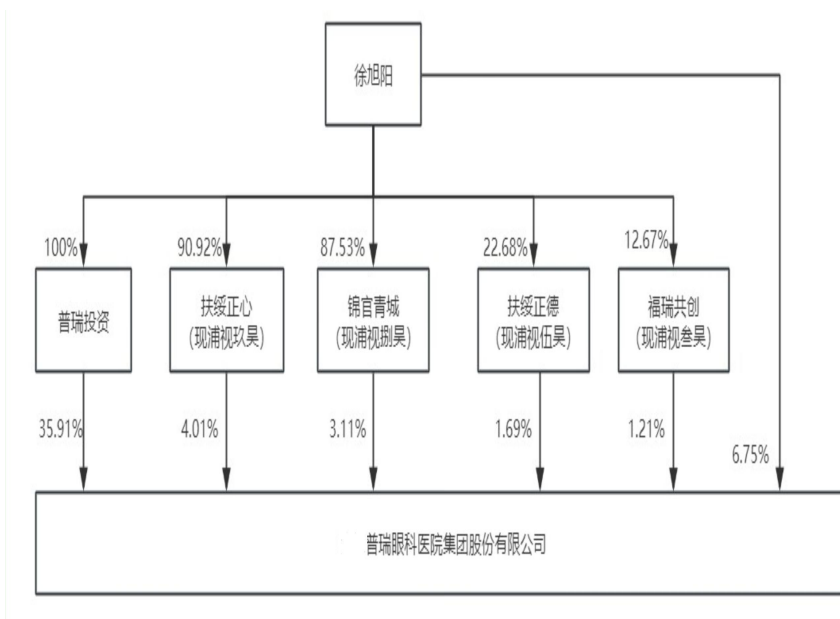 徐旭阳
100%
90.92%
87.53%
22.68%
12.67%
普瑞投资
扶绥正心
(现浦视玖昊)
锦官青城
(现浦视捌昊)
扶绥正德
(现浦视伍昊)
福瑞共创
(现浦视叁昊)
35.91%
4.01%
3.11%
1.69%
1.21%
6.75%
普瑞眼科医院集团股份有限公司